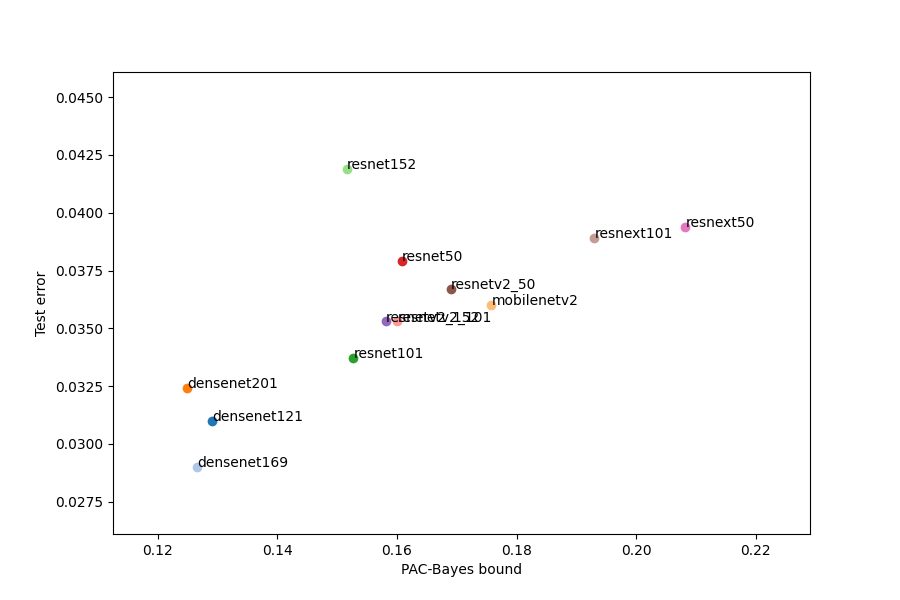 0.0450
0.0425
0.0400
0.0375
0.0350
0.0325
0.0300
0.0275
Test error
resnet152
resnext50
resnext101
resnet50
resnetv2_50
mobilenetv2
resnetv2_152
resnetv2_101
resnet101
densenet201
densenet121
densenet169
0.12 0.14 0.16 0.18 0.20 0.22
PAC-Bayes bound